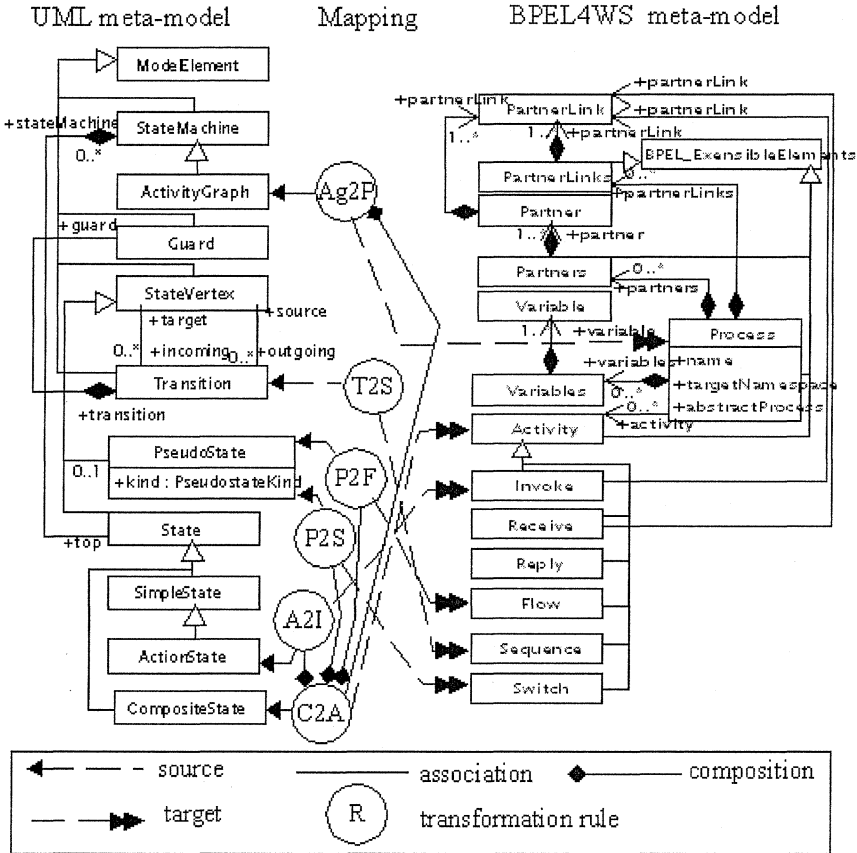 UML meta-model
Mapping
BPEL4WS meta-model
ModeElement
+stateMachine
StateMachine
0..*
ActivityGraph
+guard
Guard
StateVertex
+target
+source
0..*
+incoming
0..*
+outgoing
Transition
+transition
PseudoState
+kind : PseudostateKind
0..1
State
+top
SimpleState
ActionState
CompositeState
Ag2P
T2S
P2F
P2S
A2I
C2A
+partnerLink
+partnerLink
PartnerLink
+partnerLink
1..*
1..*
+partnerLink
BPEL_ExensibleElements
PartnerLinks
0..*
+partnerLinks
Partner
1..*
+partner
Partners
0..*
+partners
Variable
1..*
+variable
Process
+name
+targetNamespace
+abstractProcess
+variables
0..*
Variables
0..*
+activity
Activity
Invoke
Receive
Reply
Flow
Sequence
Switch
source
association
composition
target
R
transformation rule